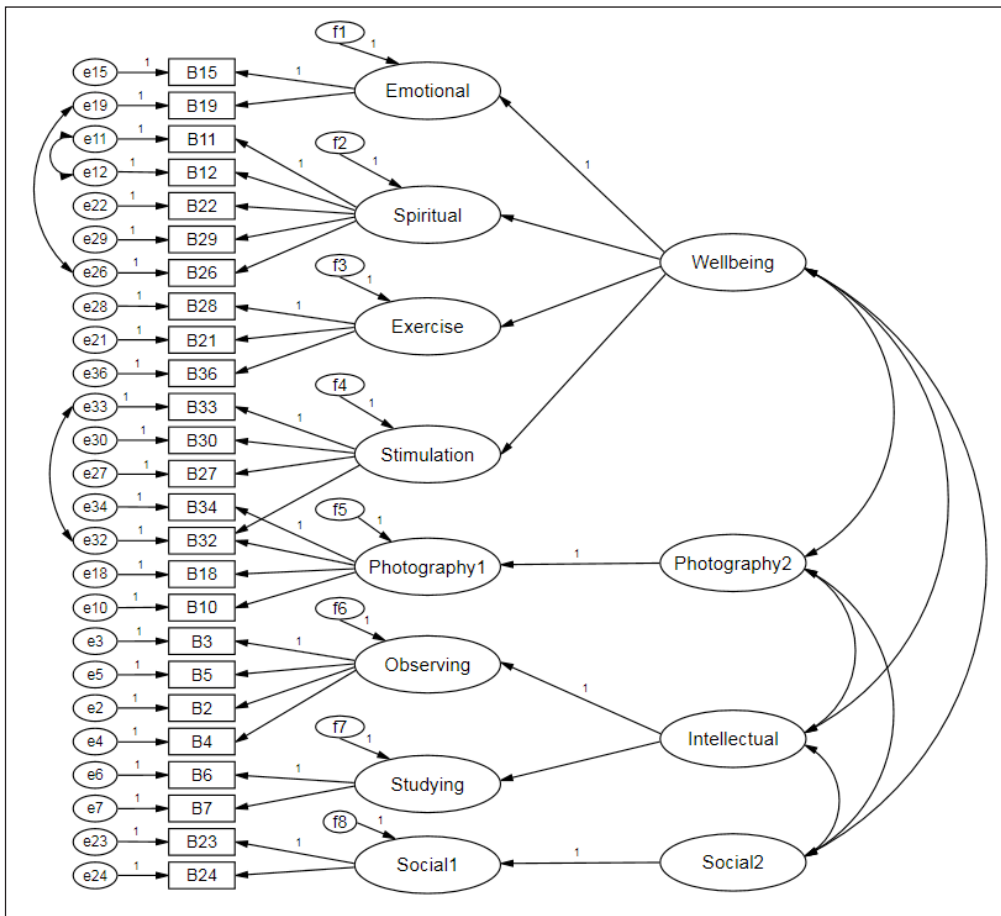 f1
1
e15 1 B15 1 Emotional
e19 1 B19
e11 1 B11
f2
1
1
e12 1 B12 1
e22 1 B22 Spiritual
e29 1 B29
e26 1 B26 Wellbeing
f3
1
e28 1 B28 1
e21 1 B21 Exercise
e36 1 B36
f4
1
e33 1 B33 1
e30 1 B30 Stimulation
e27 1 B27
e34 1 B34 f5
1
1
e32 1 B32
e18 1 B18 Photography1 1 Photography2
e10 1 B10
f6
1
e3 1 B3 1
e5 1 B5 Observing
e2 1 B2 1
e4 1 B4 f7 Intellectual
1
e6 1 B6 1 Studying
e7 1 B7
f8 1
e23 1 B23 1
Social1 1 Social2
e24 1 B24